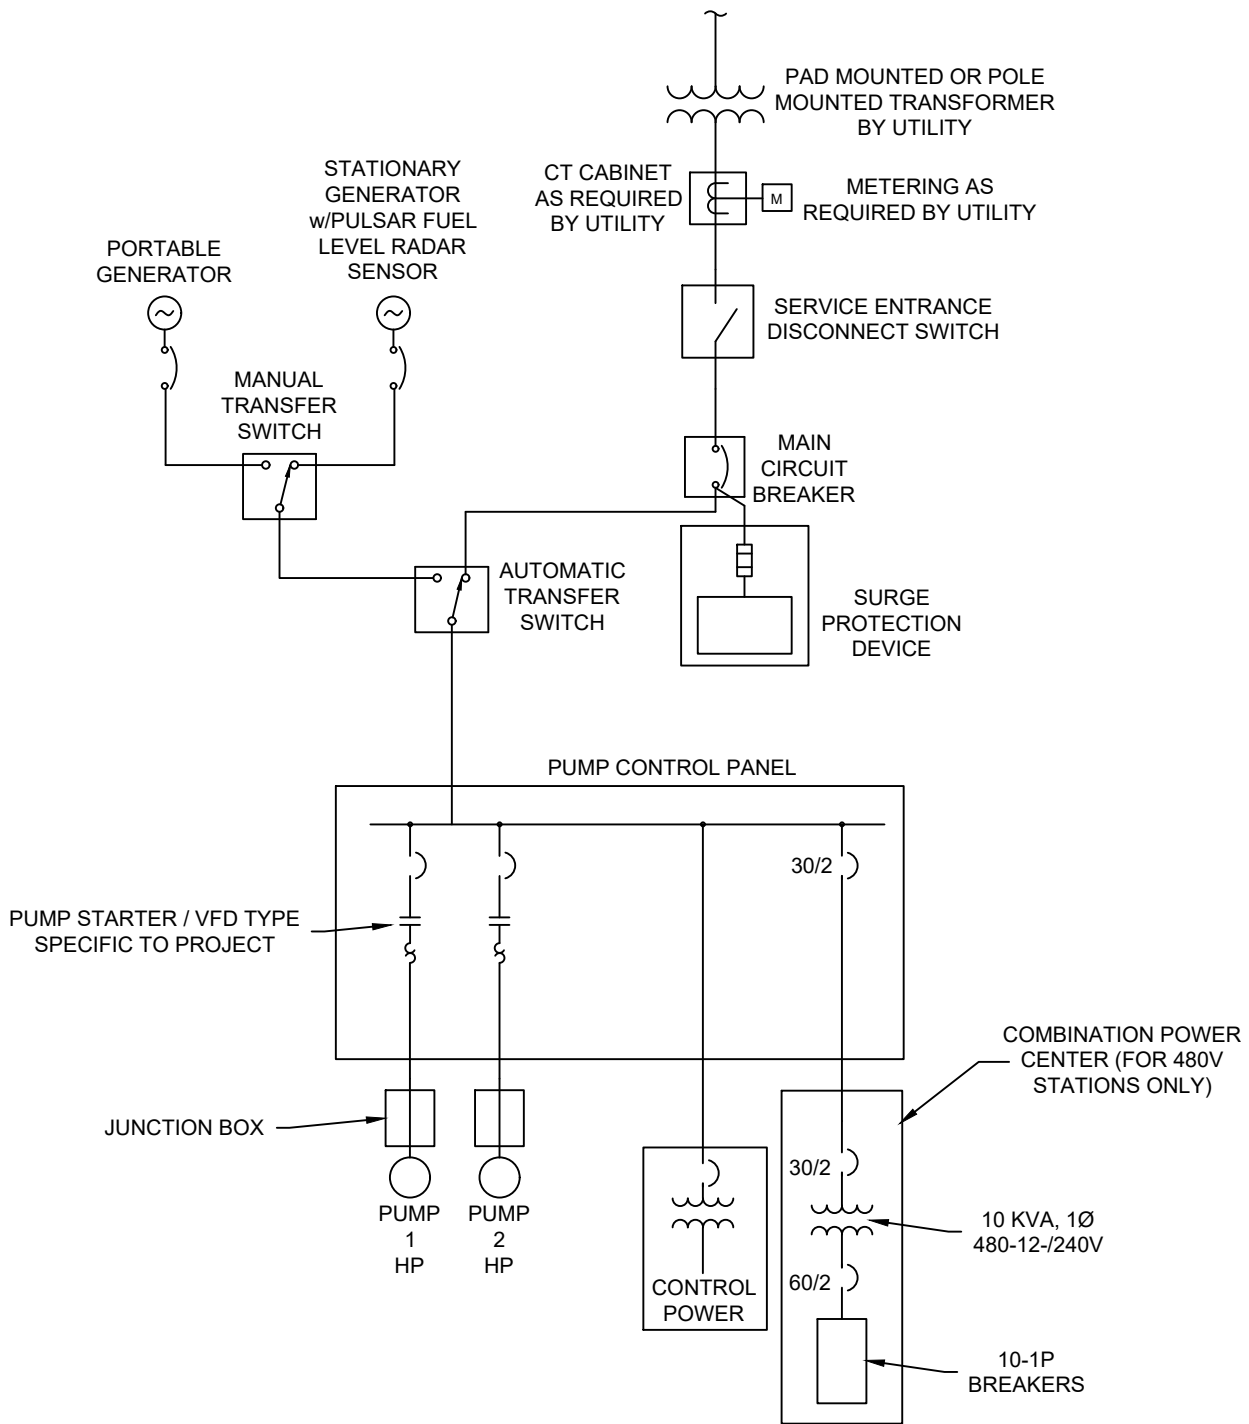 PAD MOUNTED OR POLE
MOUNTED TRANSFORMER
BY UTILITY
CT CABINET
AS REQUIRED
BY UTILITY
M
METERING AS
REQUIRED BY UTILITY
STATIONARY
GENERATOR
w/PULSAR FUEL
LEVEL RADAR
SENSOR
PORTABLE
GENERATOR
SERVICE ENTRANCE
DISCONNECT SWITCH
MANUAL
TRANSFER
SWITCH
MAIN
CIRCUIT
BREAKER
AUTOMATIC
TRANSFER
SWITCH
SURGE
PROTECTION
DEVICE
PUMP CONTROL PANEL
30/2
PUMP STARTER / VFD TYPE
SPECIFIC TO PROJECT
COMBINATION POWER
CENTER (FOR 480V
STATIONS ONLY)
JUNCTION BOX
30/2
PUMP
1
HP
PUMP
2
HP
10 KVA, 1Ø
480-12-/240V
CONTROL
POWER
60/2
10-1P
BREAKERS